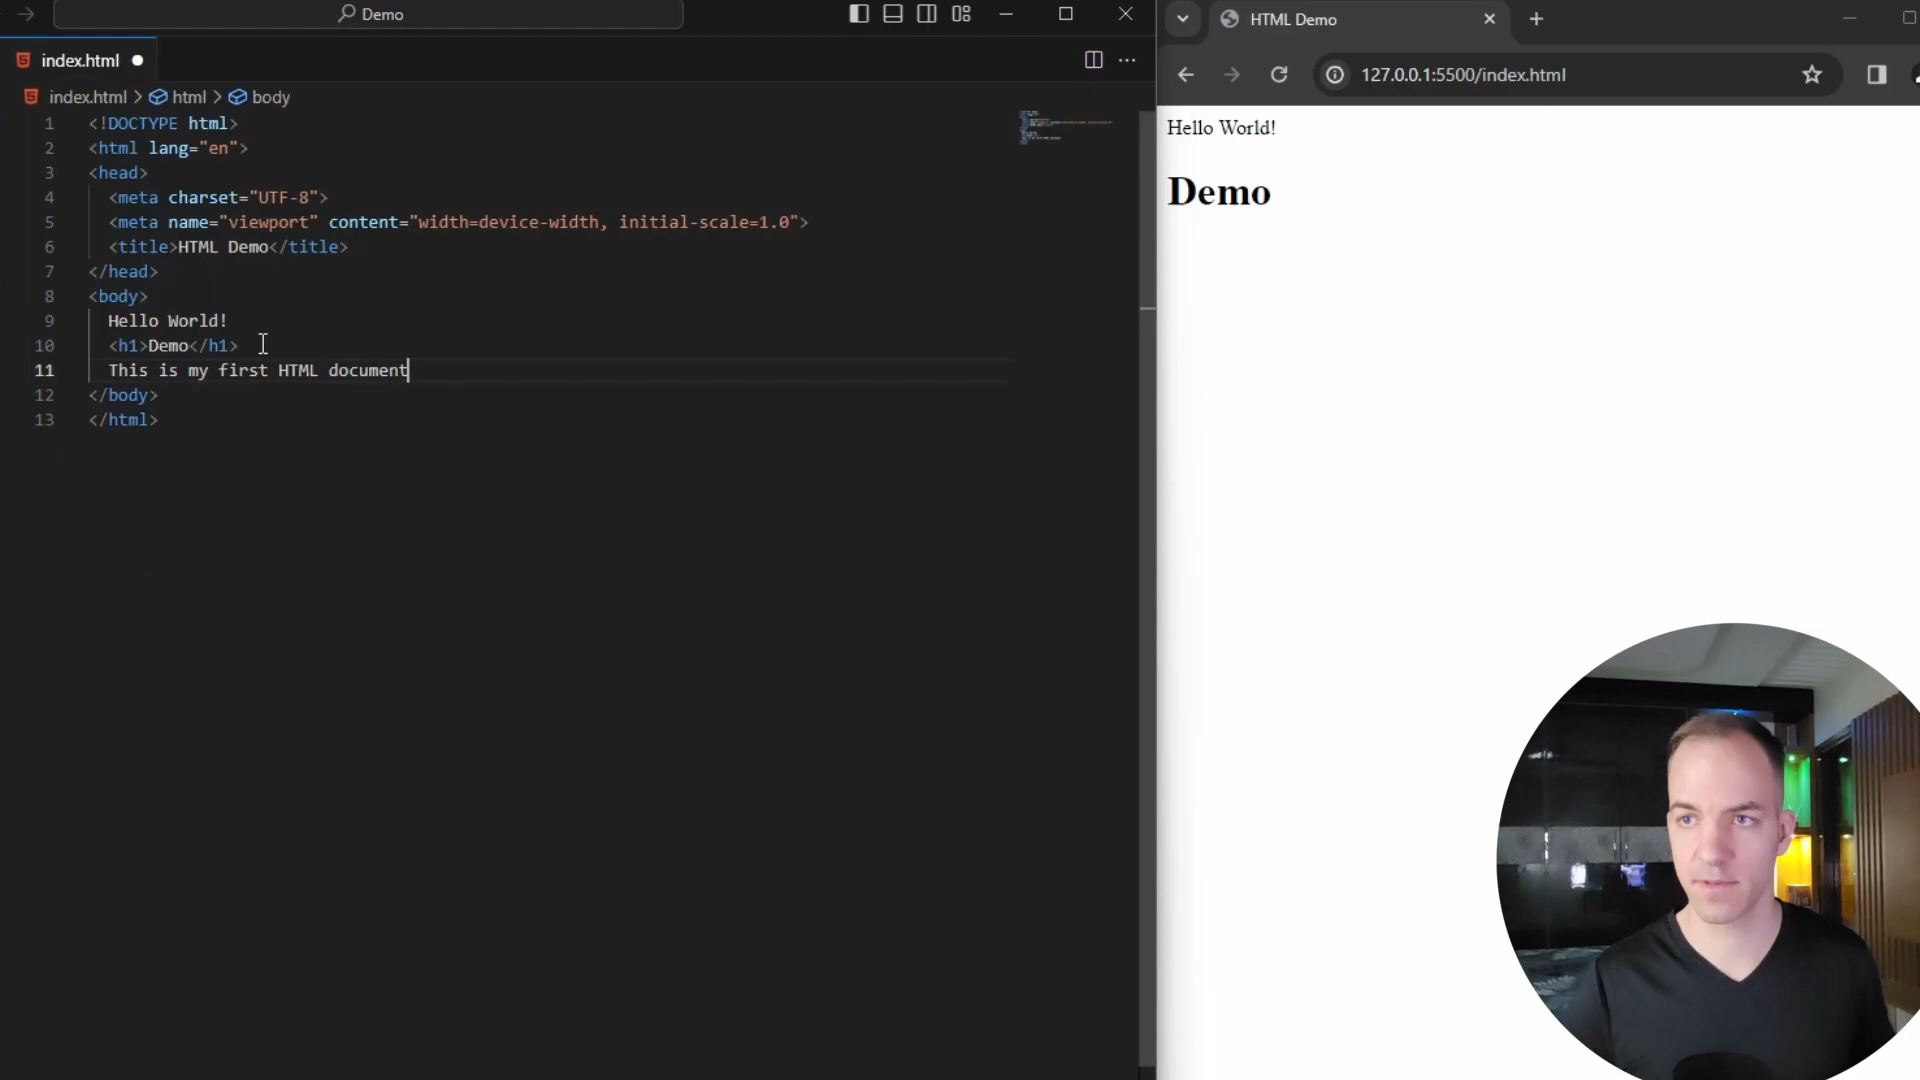 Demo
index.html
index.html > html > body
1 <!DOCTYPE html>
2 <html lang="en">
3 <head>
4 <meta charset="UTF-8">
5 <meta name="viewport" content="width=device-width, initial-scale=1.0">
6 <title>HTML Demo</title>
7 </head>
8 <body>
9 Hello World!
10 <h1>Demo</h1>
11 This is my first HTML document
12 </body>
13 </html>
HTML Demo
127.0.0.1:5500/index.html
Hello World!
Demo